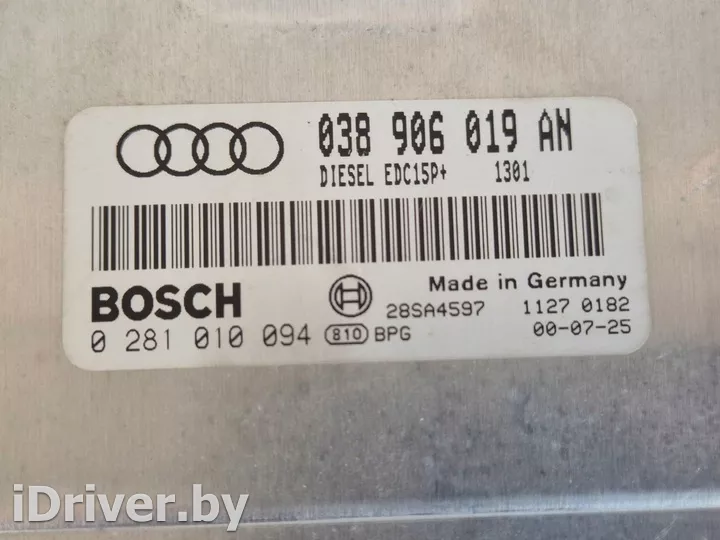 038 906 019 AN
DIESEL EDC15P+ 1301
Made in Germany
BOSCH
28SA4597 1127 0182
0 281 010 094 810 BPG 00-07-25
iDriver.by